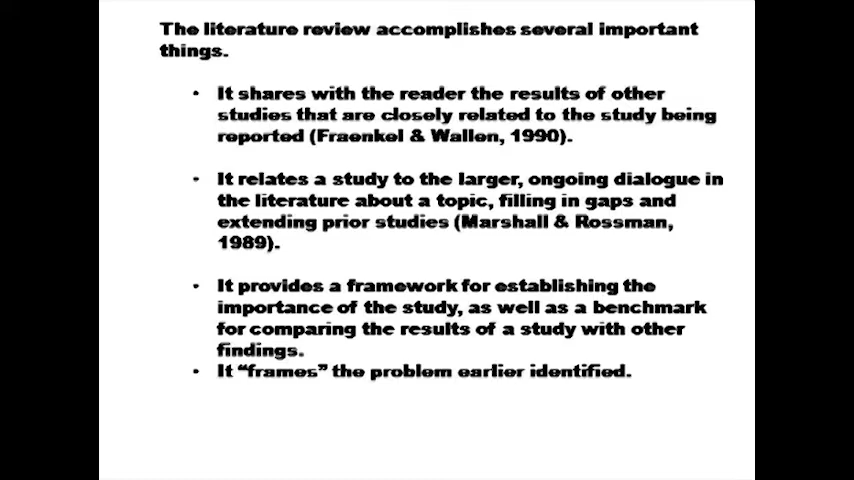 The literature review accomplishes several important
things.
• It shares with the reader the results of other
studies that are closely related to the study being
reported (Fraenkel & Wallen, 1990).
• It relates a study to the larger, ongoing dialogue in
the literature about a topic, filling in gaps and
extending prior studies (Marshall & Rossman,
1989).
• It provides a framework for establishing the
importance of the study, as well as a benchmark
for comparing the results of a study with other
findings.
• It “frames” the problem earlier identified.